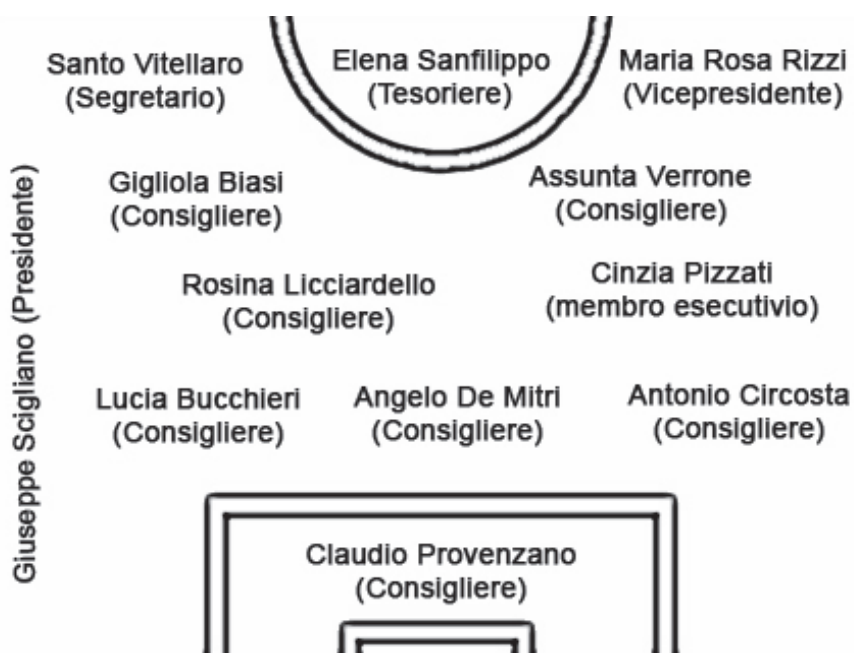 Santo Vitellaro
(Segretario)
Elena Sanfilippo
(Tesoriere)
Maria Rosa Rizzi
(Vicepresidente)
Gigliola Biasi
(Consigliere)
Assunta Verrone
(Consigliere)
Rosina Licciardello
(Consigliere)
Cinzia Pizzati
(membro esecutivio)
Lucia Bucchieri
(Consigliere)
Angelo De Mitri
(Consigliere)
Antonio Circosta
(Consigliere)
Claudio Provenzano
(Consigliere)
Giuseppe Scigliano (Presidente)